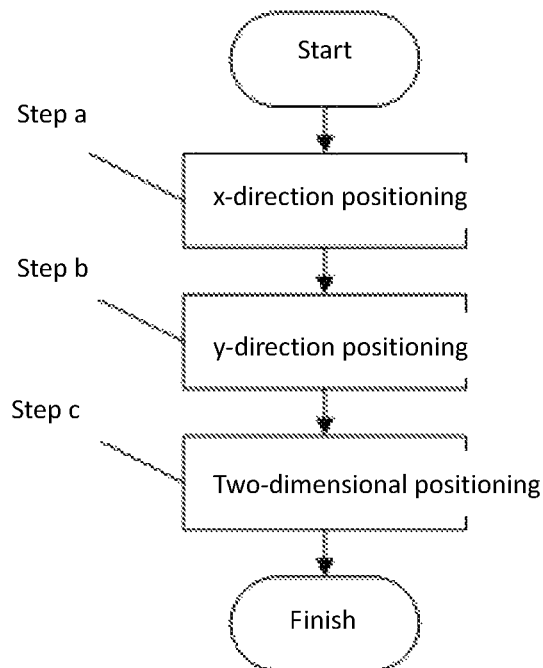 Start
Step a
x-direction positioning
Step b
y-direction positioning
Step c
Two-dimensional positioning
Finish